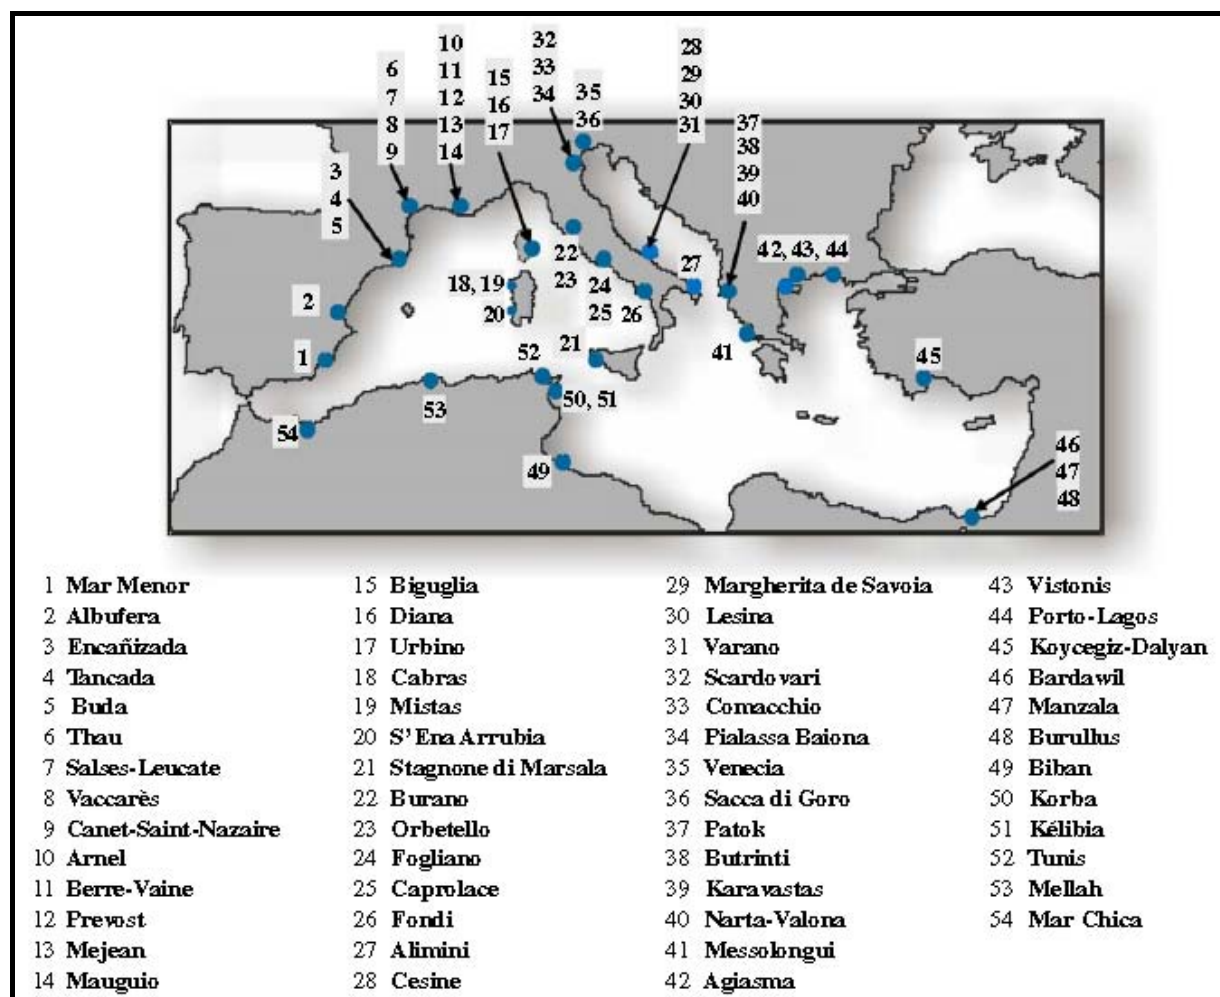 10
11
12
13
14
32
33
34
28
29
30
31
6
7
8
9
15
16
17
35
36
37
38
39
40
3
4
5
22
23
24
25
26
27
42, 43, 44
18, 19
20
2
1
21
41
45
52
50, 51
53
54
49
46
47
48
1 Mar Menor
2 Albufera
3 Encañizada
4 Tancada
5 Buda
6 Thau
7 Salses-Leucate
8 Vaccarès
9 Canet-Saint-Nazaire
10 Arnel
11 Berre-Vaine
12 Prevost
13 Mejean
14 Mauguio
15 Biguglia
16 Diana
17 Urbino
18 Cabras
19 Mistas
20 S’Ena Arrubia
21 Stagnone di Marsala
22 Burano
23 Orbetello
24 Fogliano
25 Caprolace
26 Fondi
27 Alimini
28 Cesine
29 Margherita de Savoia
30 Lesina
31 Varano
32 Scardovari
33 Comacchio
34 Pialassa Baiona
35 Venecia
36 Sacca di Goro
37 Patok
38 Butrinti
39 Karavastas
40 Narta-Valona
41 Messolongui
42 Agiasma
43 Vistonis
44 Porto-Lagos
45 Koycegiz-Dalyan
46 Bardawil
47 Manzala
48 Burullus
49 Biban
50 Korba
51 Kélibia
52 Tunis
53 Mellah
54 Mar Chica